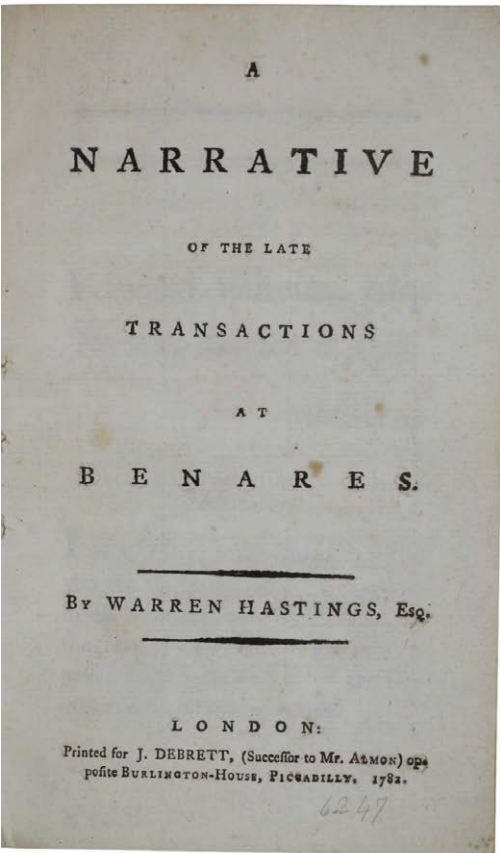 A
NARRATIVE
OF THE LATE
TRANSACTIONS
AT
BENARES.
BY WARREN HASTINGS, Esq.
LONDON:
Printed for J. DEBRETT, (Succeſſor to Mr. ALMON) op-
poſite BURLINGTON-HOUSE, PICCADILLY. 1782.
6247